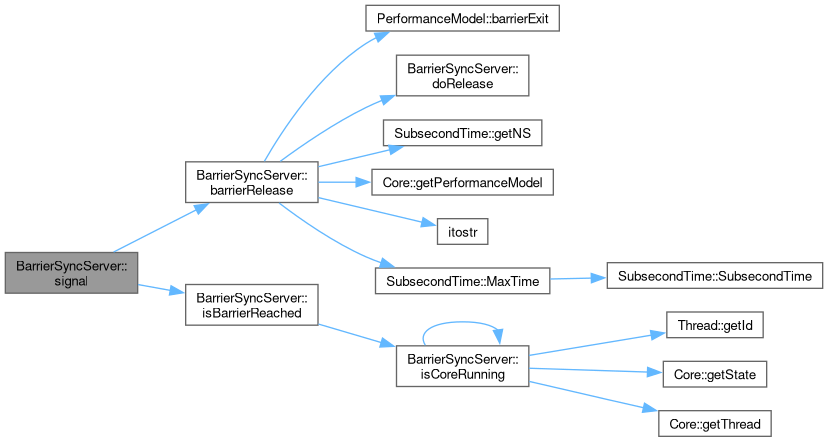 PerformanceModel::barrierExit
BarrierSyncServer::
doRelease
SubsecondTime::getNS
BarrierSyncServer::
barrierRelease
Core::getPerformanceModel
itostr
BarrierSyncServer::
signal
SubsecondTime::MaxTime
SubsecondTime::SubsecondTime
BarrierSyncServer::
isBarrierReached
Thread::getId
BarrierSyncServer::
isCoreRunning
Core::getState
Core::getThread